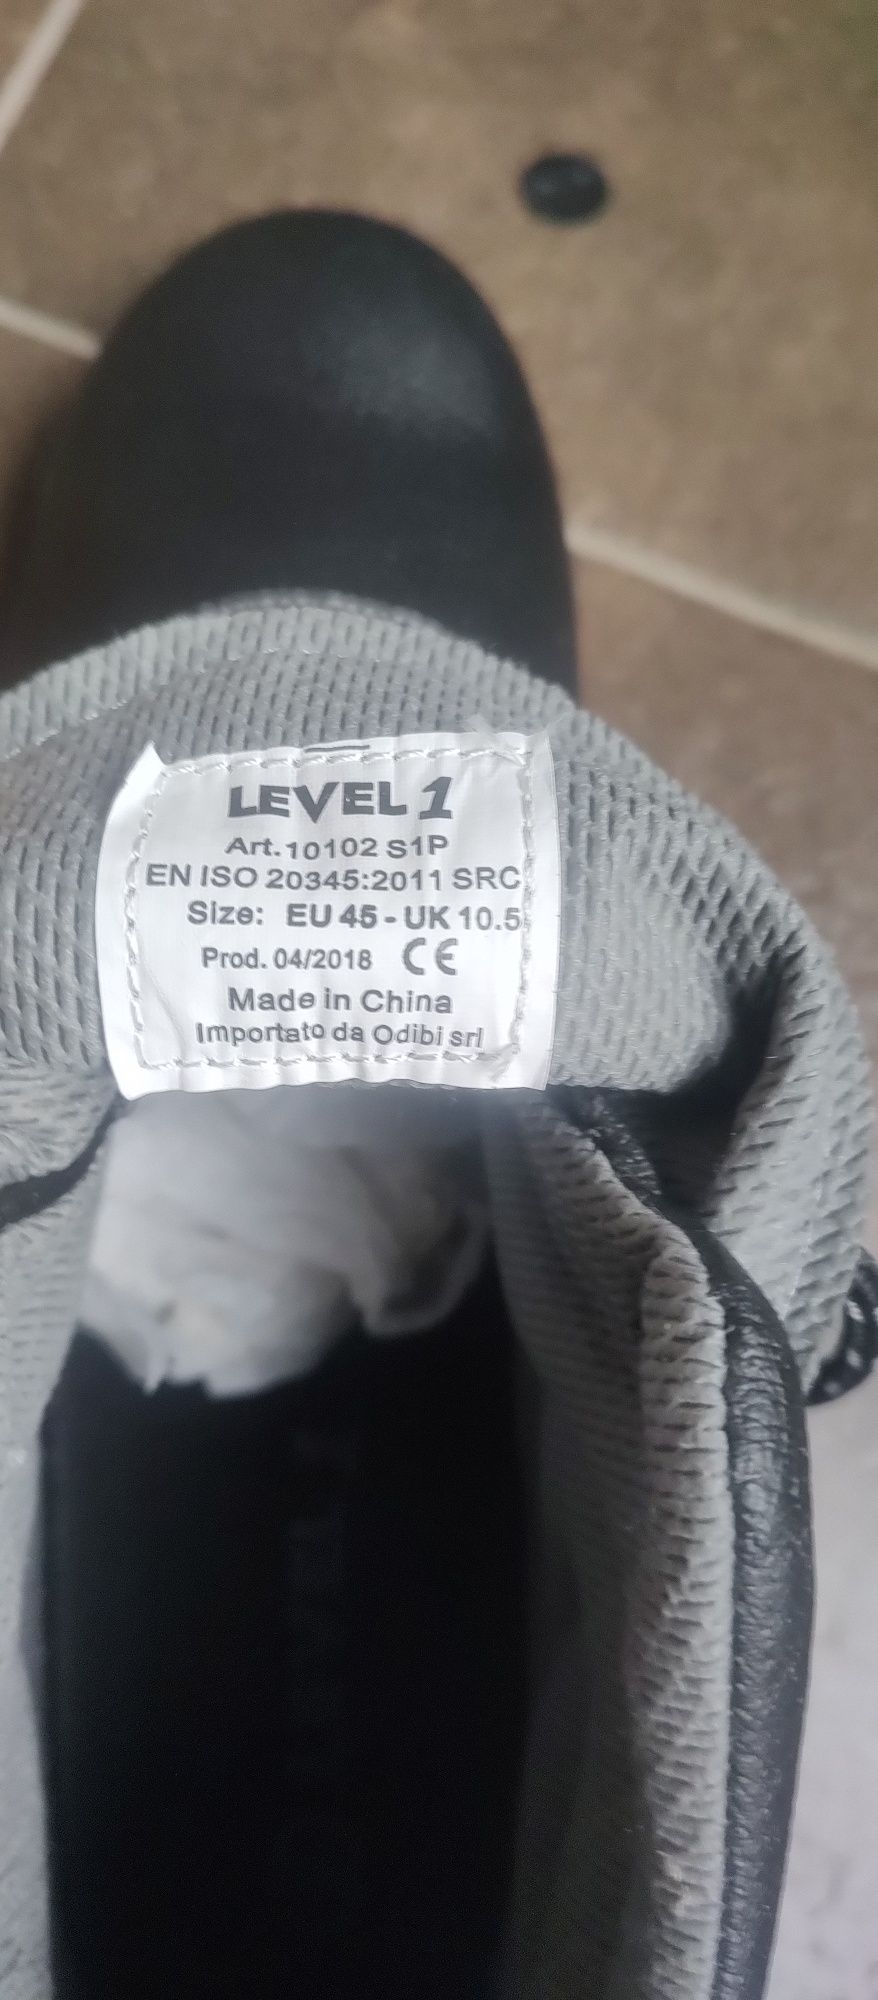 LEVEL 1
Art. 10102 S1P
EN ISO 20345:2011 SRC
Size: EU 45 - UK 10.5
Prod. 04/2018 CE
Made in China
Importato da Odibi srl